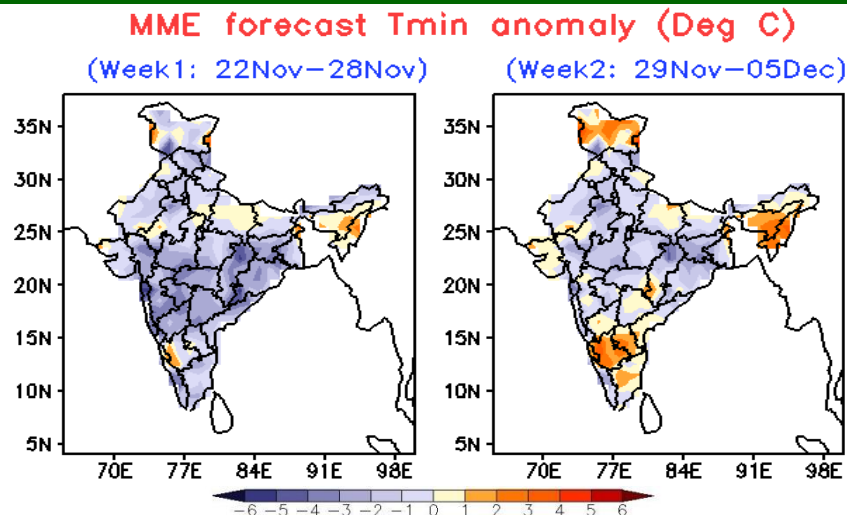 MME forecast Tmin anomaly (Deg C)
(Week1: 22Nov−28Nov) (Week2: 29Nov−05Dec)
35N 35N
30N 30N
25N 25N
20N 20N
15N 15N
10N 10N
5N 5N
70E 77E 84E 91E 98E 70E 77E 84E 91E 98E
−6 −5 −4 −3 −2 −1 0 1 2 3 4 5 6